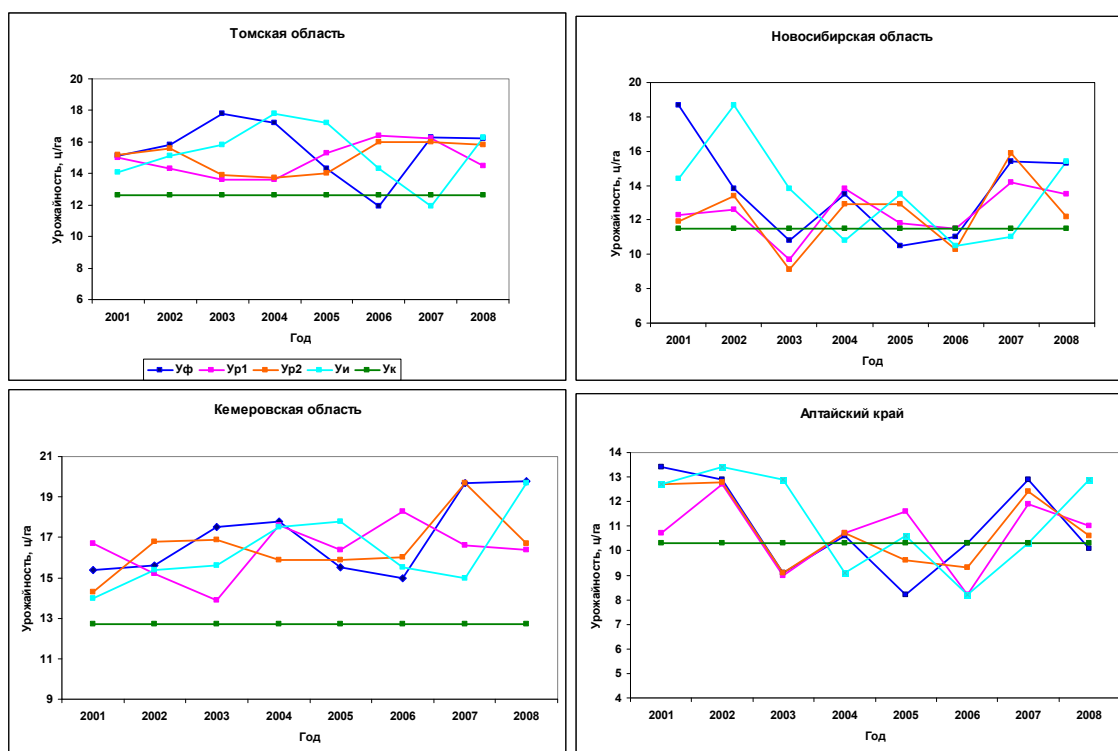 Томская область
Урожайность, ц/га
20
18
16
14
12
10
8
6
2001 2002 2003 2004 2005 2006 2007 2008
Год
Уф Ур1 Ур2 Уи Ук
Новосибирская область
Урожайность, ц/га
20
18
16
14
12
10
8
6
2001 2002 2003 2004 2005 2006 2007 2008
Год
Кемеровская область
Урожайность, ц/га
21
19
17
15
13
11
9
2001 2002 2003 2004 2005 2006 2007 2008
Год
Алтайский край
Урожайность, ц/га
14
13
12
11
10
9
8
7
6
5
4
2001 2002 2003 2004 2005 2006 2007 2008
Год